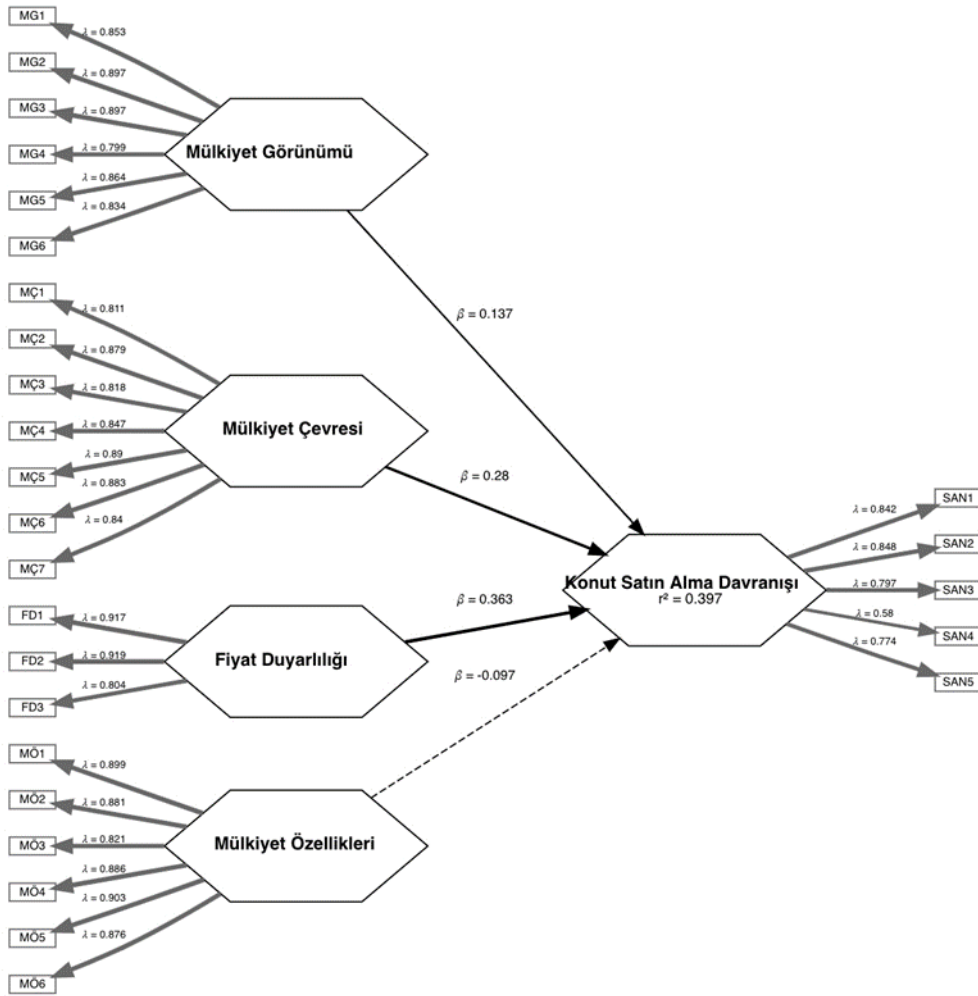 MG1
λ = 0.853
MG2
λ = 0.897
MG3
λ = 0.897
MG4
λ = 0.799
MG5
λ = 0.864
MG6
λ = 0.834
Mülkiyet Görünümü
β = 0.137
MÇ1
λ = 0.811
MÇ2
λ = 0.879
MÇ3
λ = 0.818
MÇ4
λ = 0.847
MÇ5
λ = 0.89
MÇ6
λ = 0.883
MÇ7
λ = 0.84
Mülkiyet Çevresi
β = 0.28
FD1
λ = 0.917
FD2
λ = 0.919
FD3
λ = 0.804
Fiyat Duyarlılığı
β = 0.363
MÖ1
λ = 0.899
MÖ2
λ = 0.881
MÖ3
λ = 0.821
MÖ4
λ = 0.886
MÖ5
λ = 0.903
MÖ6
λ = 0.876
Mülkiyet Özellikleri
β = -0.097
Konut Satın Alma Davranışı
r² = 0.397
SAN1
λ = 0.842
SAN2
λ = 0.848
SAN3
λ = 0.797
SAN4
λ = 0.58
SAN5
λ = 0.774